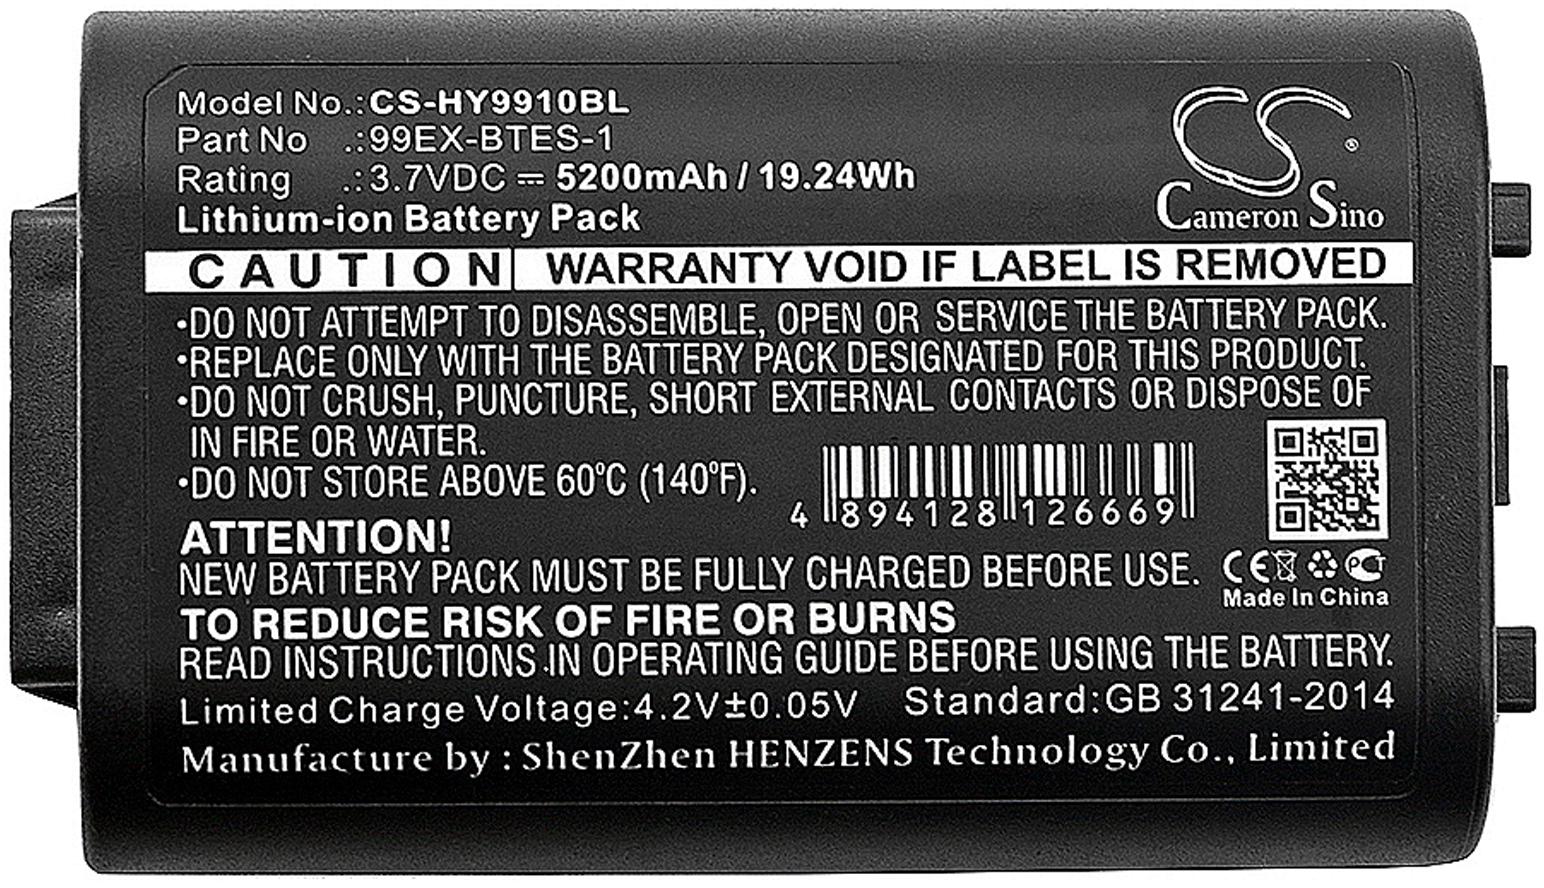 Model No.:CS-HY9910BL
Part No .:99EX-BTES-1
Rating .:3.7VDC ⎓ 5200mAh / 19.24Wh
Lithium-ion Battery Pack
CS®
Cameron Sino
CAUTION WARRANTY VOID IF LABEL IS REMOVED
•DO NOT ATTEMPT TO DISASSEMBLE, OPEN OR SERVICE THE BATTERY PACK.
•REPLACE ONLY WITH THE BATTERY PACK DESIGNATED FOR THIS PRODUCT.
•DO NOT CRUSH, PUNCTURE, SHORT EXTERNAL CONTACTS OR DISPOSE OF
IN FIRE OR WATER.
•DO NOT STORE ABOVE 60ºC (140ºF).
4 894128 126669
ATTENTION!
NEW BATTERY PACK MUST BE FULLY CHARGED BEFORE USE.
CE PCT
Made In China
TO REDUCE RISK OF FIRE OR BURNS
READ INSTRUCTIONS.IN OPERATING GUIDE BEFORE USING THE BATTERY.
Limited Charge Voltage:4.2V±0.05V Standard:GB 31241-2014
Manufacture by : ShenZhen HENZENS Technology Co., Limited